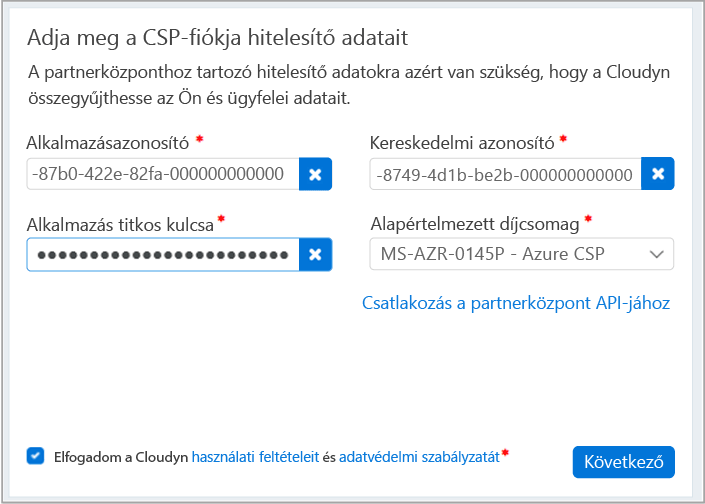 Adja meg a CSP-fiókja hitelesítő adatait
A partnerközponthoz tartozó hitelesítő adatokra azért van szükség, hogy a Cloudyn
összegyűjthesse az Ön és ügyfelei adatait.
Alkalmazásazonosító *
-87b0-422e-82fa-000000000000
Kereskedelmi azonosító *
-8749-4d1b-be2b-000000000000
Alkalmazás titkos kulcsa *
●●●●●●●●●●●●●●●●●●●●●●●●
Alapértelmezett díjcsomag *
MS-AZR-0145P - Azure CSP
Csatlakozás a partnerközpont API-jához
Elfogadom a Cloudyn használati feltételeit és adatvédelmi szabályzatát *
Következő